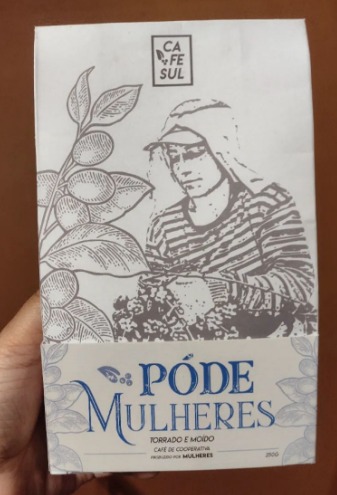 CA
FE
SUL
PÓDE
MULHERES
TORRADO E MOÍDO
CAFÉ DE COOPERATIVA
PRODUZIDO POR MULHERES
250G